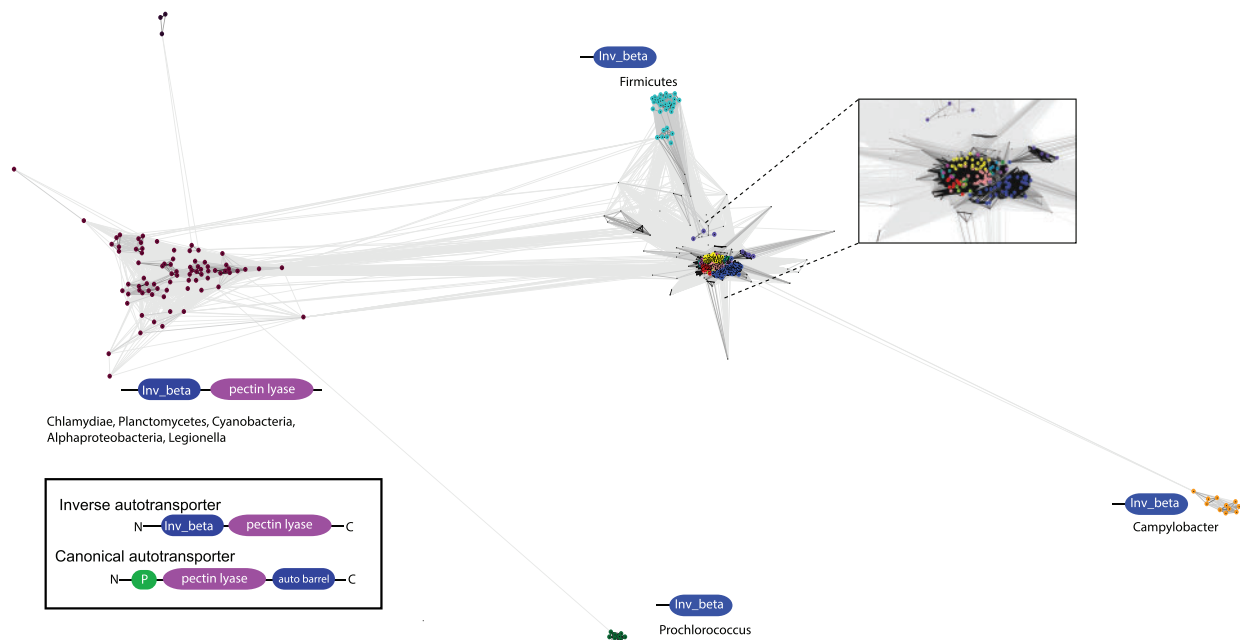 Inv_beta
Firmicutes
Inv_beta pectin lyase
Chlamydiae, Planctomycetes, Cyanobacteria,
Alphaproteobacteria, Legionella
Inverse autotransporter
N Inv_beta pectin lyase C
Canonical autotransporter
N P pectin lyase auto barrel C
Inv_beta
Campylobacter
Inv_beta
Prochlorococcus